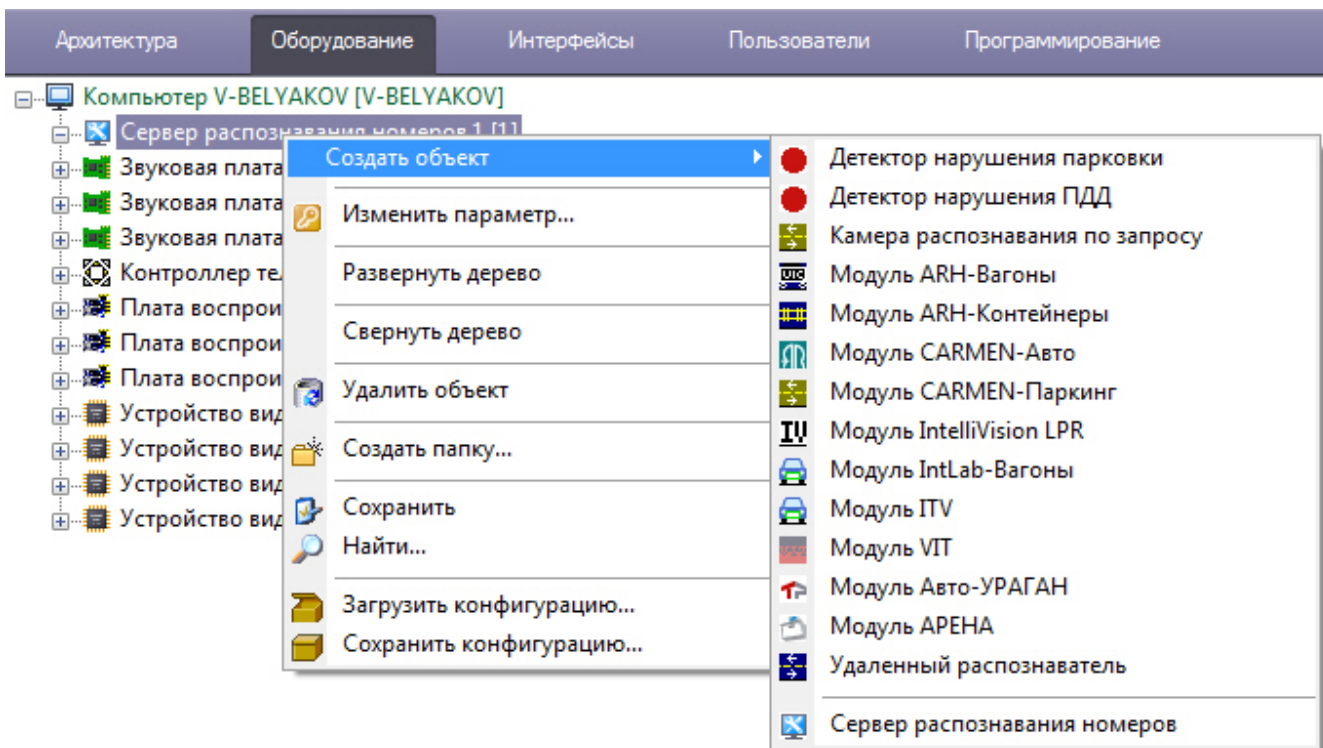 Архитектура Оборудование Интерфейсы Пользователи Программирование
Компьютер V-BELYAKOV [V-BELYAKOV]
Сервер распознавания номеров 1 [1]
Звуковая плата
Звуковая плата
Звуковая плата
Контроллер те
Плата воспрои
Плата воспрои
Плата воспрои
Устройство вид
Устройство вид
Устройство вид
Устройство вид
Создать объект
Изменить параметр...
Развернуть дерево
Свернуть дерево
Удалить объект
Создать папку...
Сохранить
Найти...
Загрузить конфигурацию...
Сохранить конфигурацию...
Детектор нарушения парковки
Детектор нарушения ПДД
Камера распознавания по запросу
Модуль ARH-Вагоны
Модуль ARH-Контейнеры
Модуль CARMEN-Авто
Модуль CARMEN-Паркинг
Модуль IntelliVision LPR
Модуль IntLab-Вагоны
Модуль ITV
Модуль VIT
Модуль Авто-УРАГАН
Модуль АРЕНА
Удаленный распознаватель
Сервер распознавания номеров